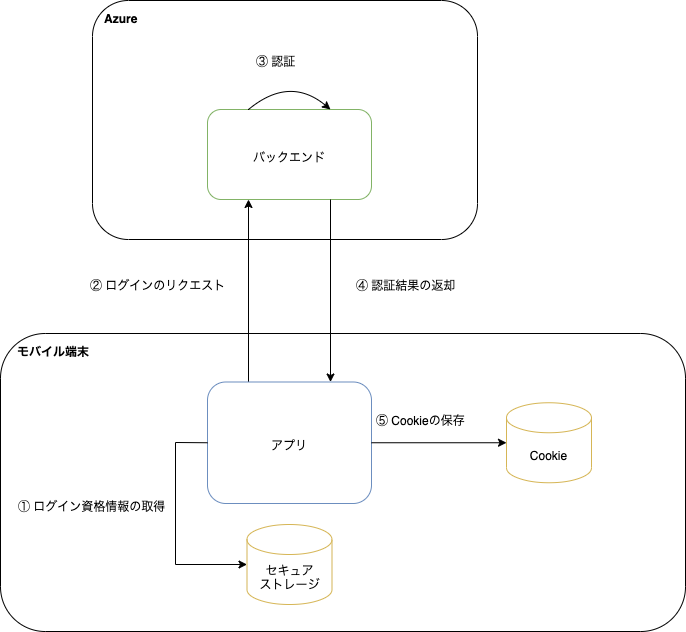 Azure
③ 認証
バックエンド
② ログインのリクエスト
④ 認証結果の返却
モバイル端末
⑤ Cookieの保存
アプリ
Cookie
① ログイン資格情報の取得
セキュア
ストレージ